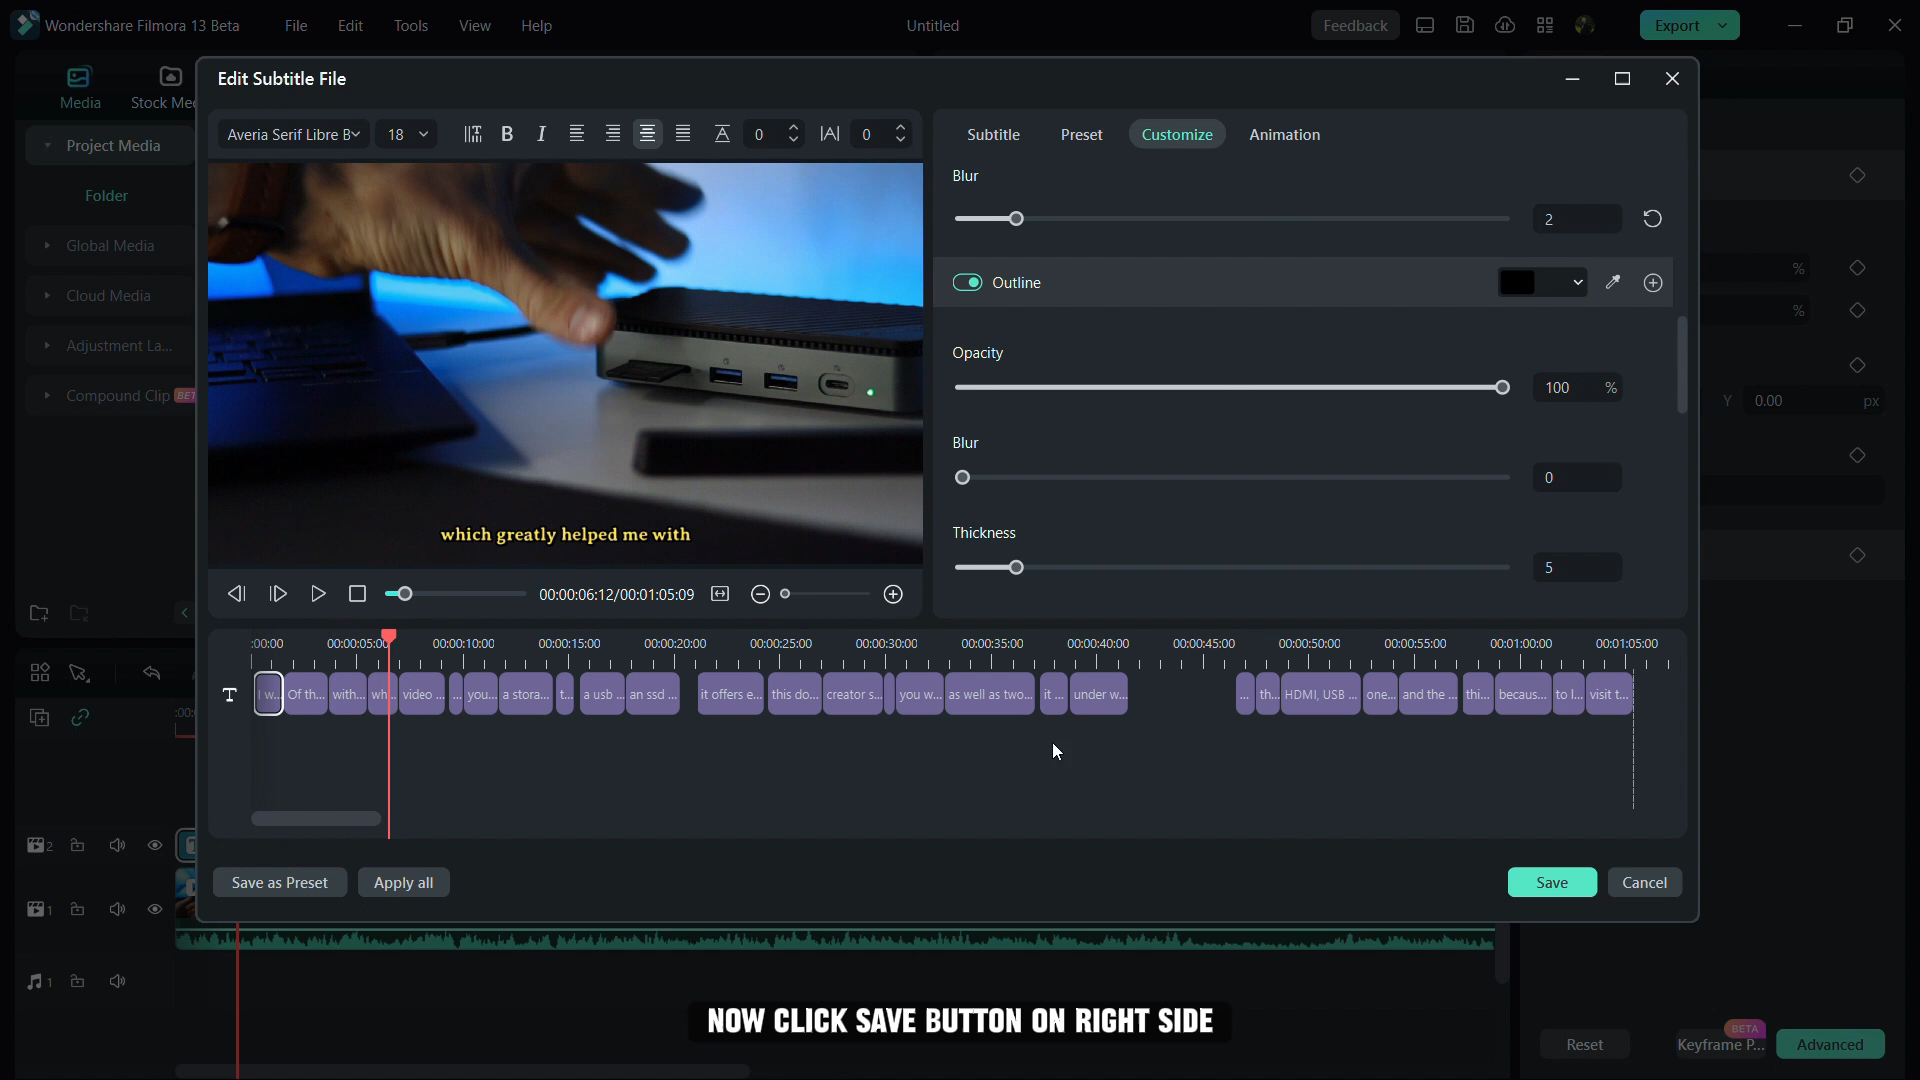 Wondershare Filmora 13 Beta
File
Edit
Tools
View
Help
Untitled
Feedback
Export
Media
Stock Med
Edit Subtitle File
Project Media
Folder
Global Media
Cloud Media
Adjustment La...
Compound Clip
Averia Serif Libre B
18
B
I
0
0
Subtitle
Preset
Customize
Animation
Blur
2
Outline
Opacity
100 %
Blur
0
Thickness
5
%
%
Y 0.00 px
which greatly helped me with
00:00:06:12/00:01:05:09
:00:00
00:00:05:00
00:00:10:00
00:00:15:00
00:00:20:00
00:00:25:00
00:00:30:00
00:00:35:00
00:00:40:00
00:00:45:00
00:00:50:00
00:00:55:00
00:01:00:00
00:01:05:00
T
I w...
Of th...
with...
wh...
video ...
...
you...
a stora...
t...
a usb ...
an ssd ...
it offers e...
this do...
creator s...
you w...
as well as two...
it ...
under w...
...
th...
HDMI, USB ...
one...
and the ...
thi...
becaus...
to l...
visit t...
Save as Preset
Apply all
Save
Cancel
2
1
1
NOW CLICK SAVE BUTTON ON RIGHT SIDE
Reset
BETA
Keyframe P...
Advanced